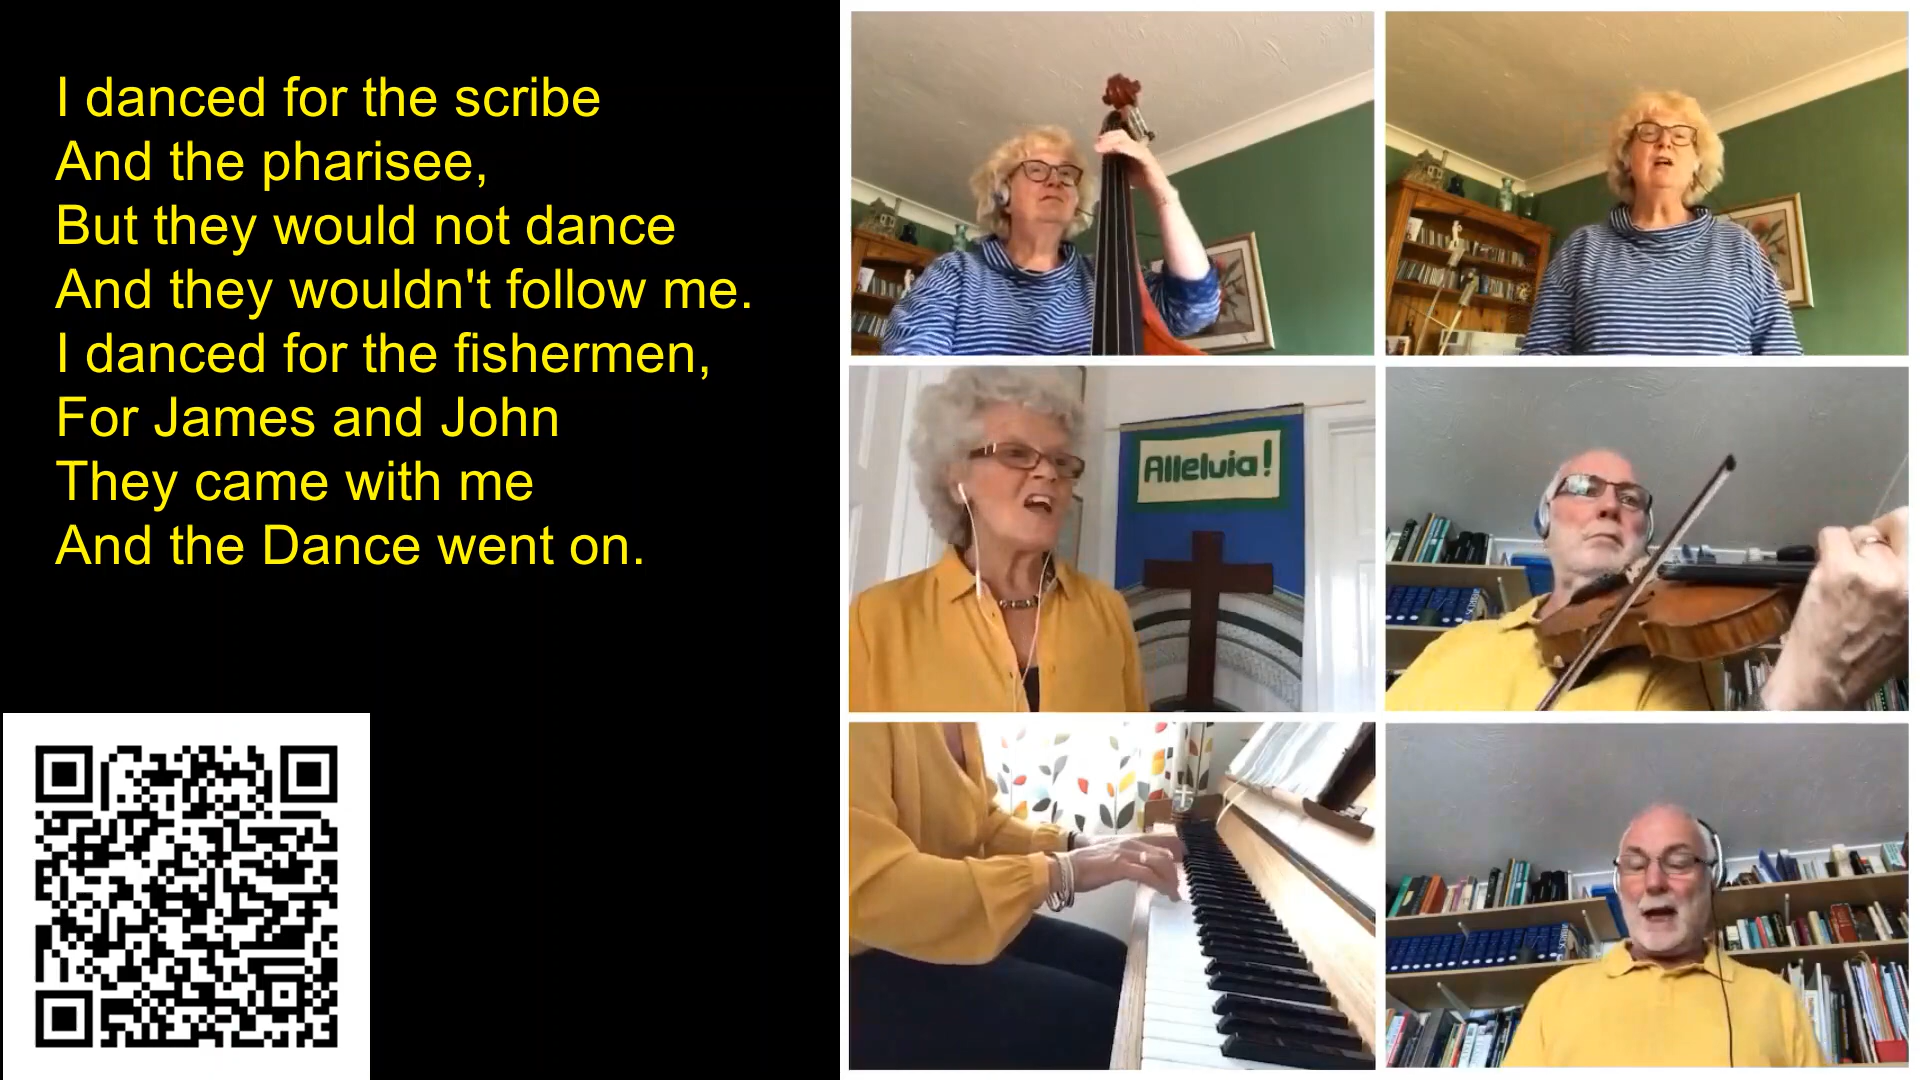 I danced for the scribe
And the pharisee,
But they would not dance
And they wouldn't follow me.
I danced for the fishermen,
For James and John
They came with me
And the Dance went on.
Alleluia!